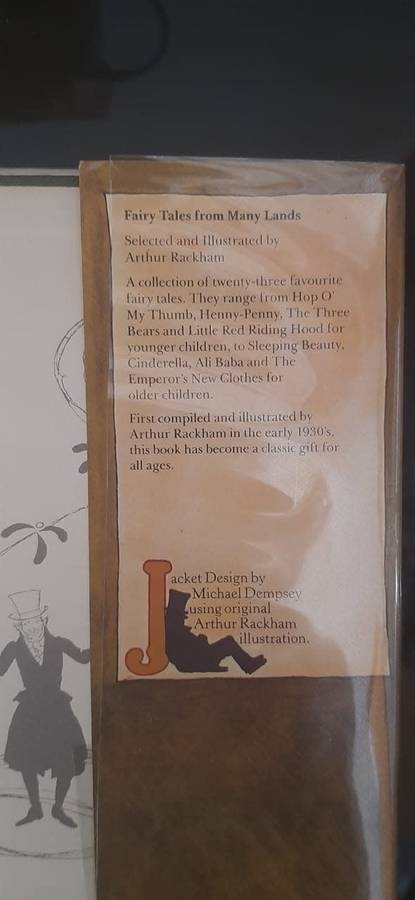 Fairy Tales from Many Lands
Selected and Illustrated by
Arthur Rackham
A collection of twenty-three favourite
fairy tales. They range from Hop O'
My Thumb, Henny-Penny, The Three
Bears and Little Red Riding Hood for
younger children, to Sleeping Beauty,
Cinderella, Ali Baba and The
Emperor's New Clothes for
older children.
First compiled and illustrated by
Arthur Rackham in the early 1930's,
this book has become a classic gift for
all ages.
Jacket Design by
Michael Dempsey
using original
Arthur Rackham
illustration.